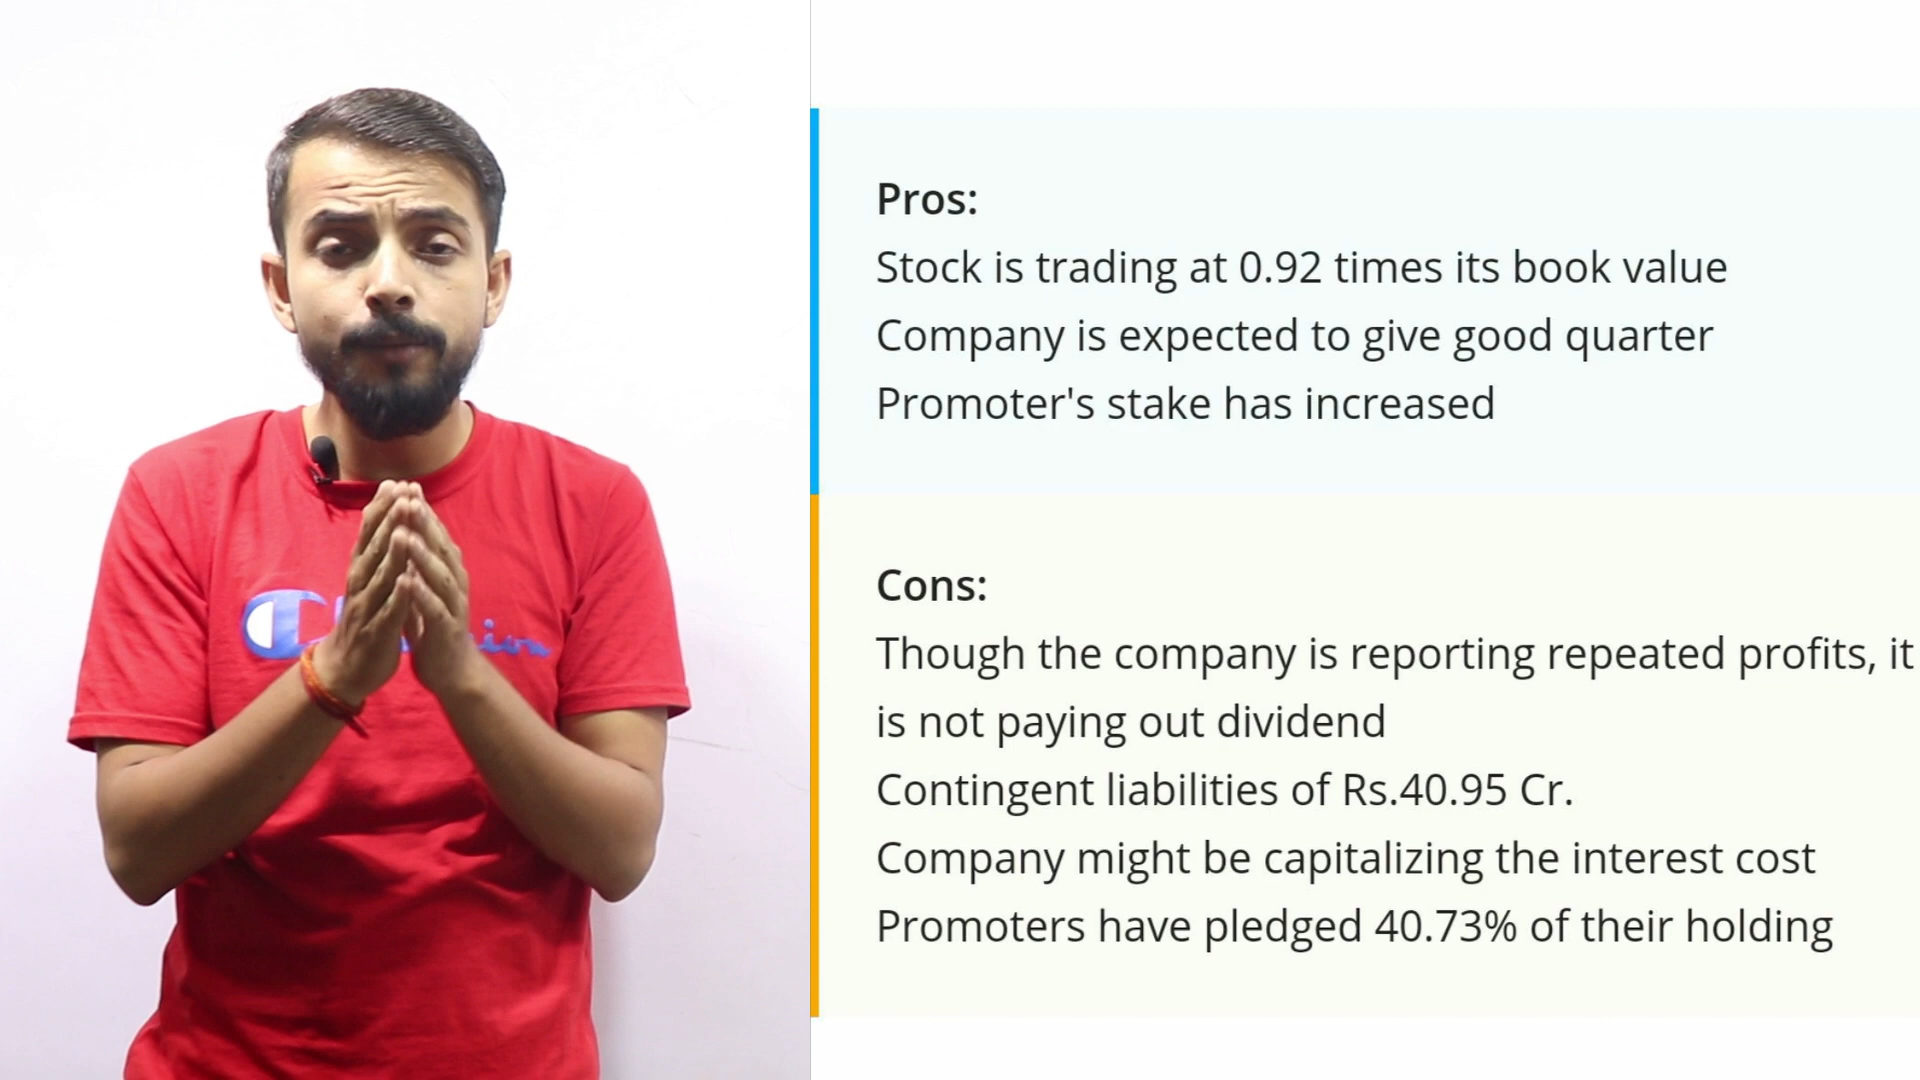 Pros:
Stock is trading at 0.92 times its book value
Company is expected to give good quarter
Promoter's stake has increased
Cons:
Though the company is reporting repeated profits, it
is not paying out dividend
Contingent liabilities of Rs.40.95 Cr.
Company might be capitalizing the interest cost
Promoters have pledged 40.73% of their holding